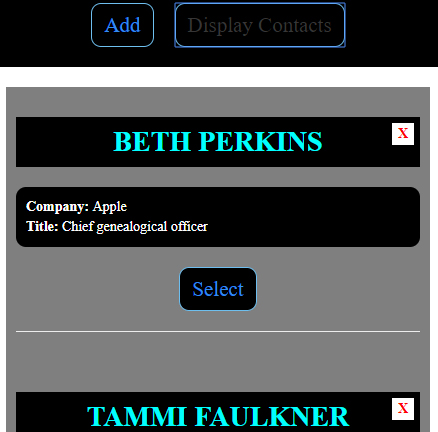 Add
Display Contacts
BETH PERKINS
X
Company: Apple
Title: Chief genealogical officer
Select
TAMMI FAULKNER
X